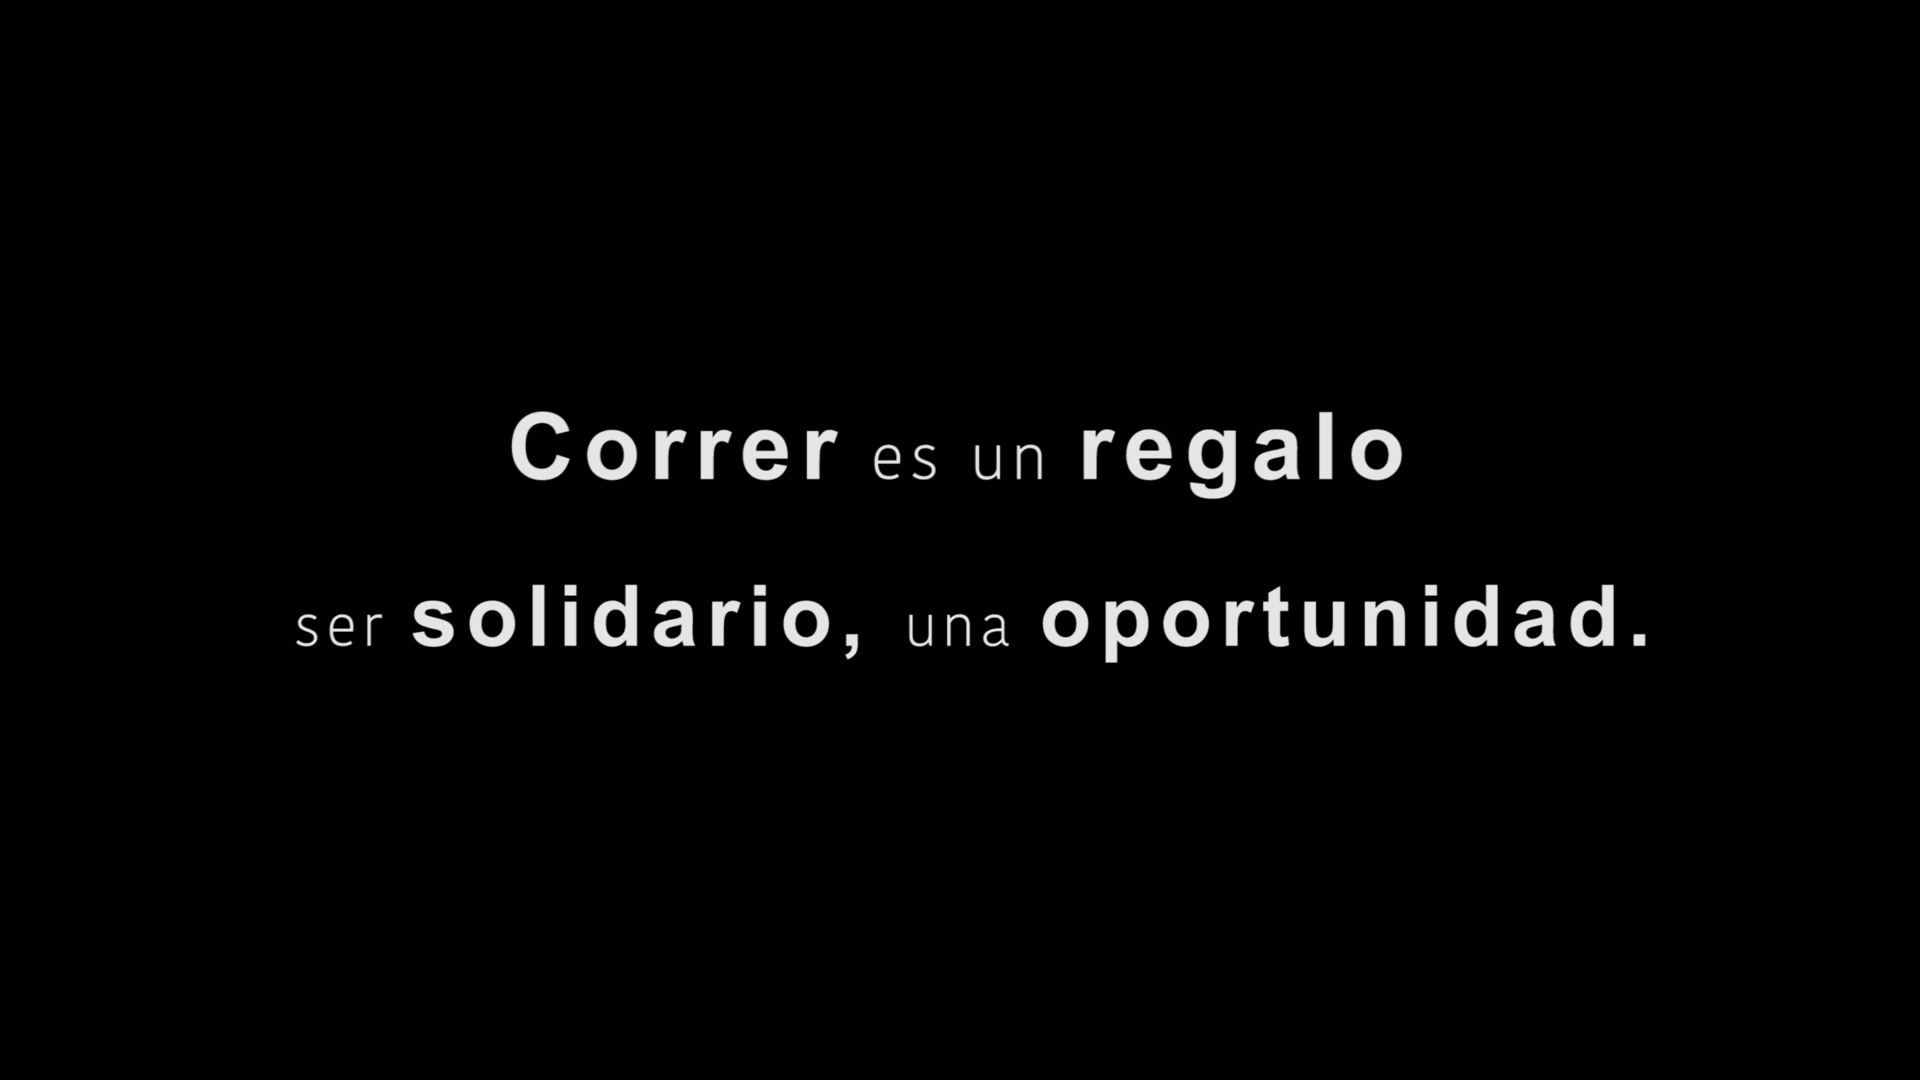 Correr es un regalo
ser solidario, una oportunidad.